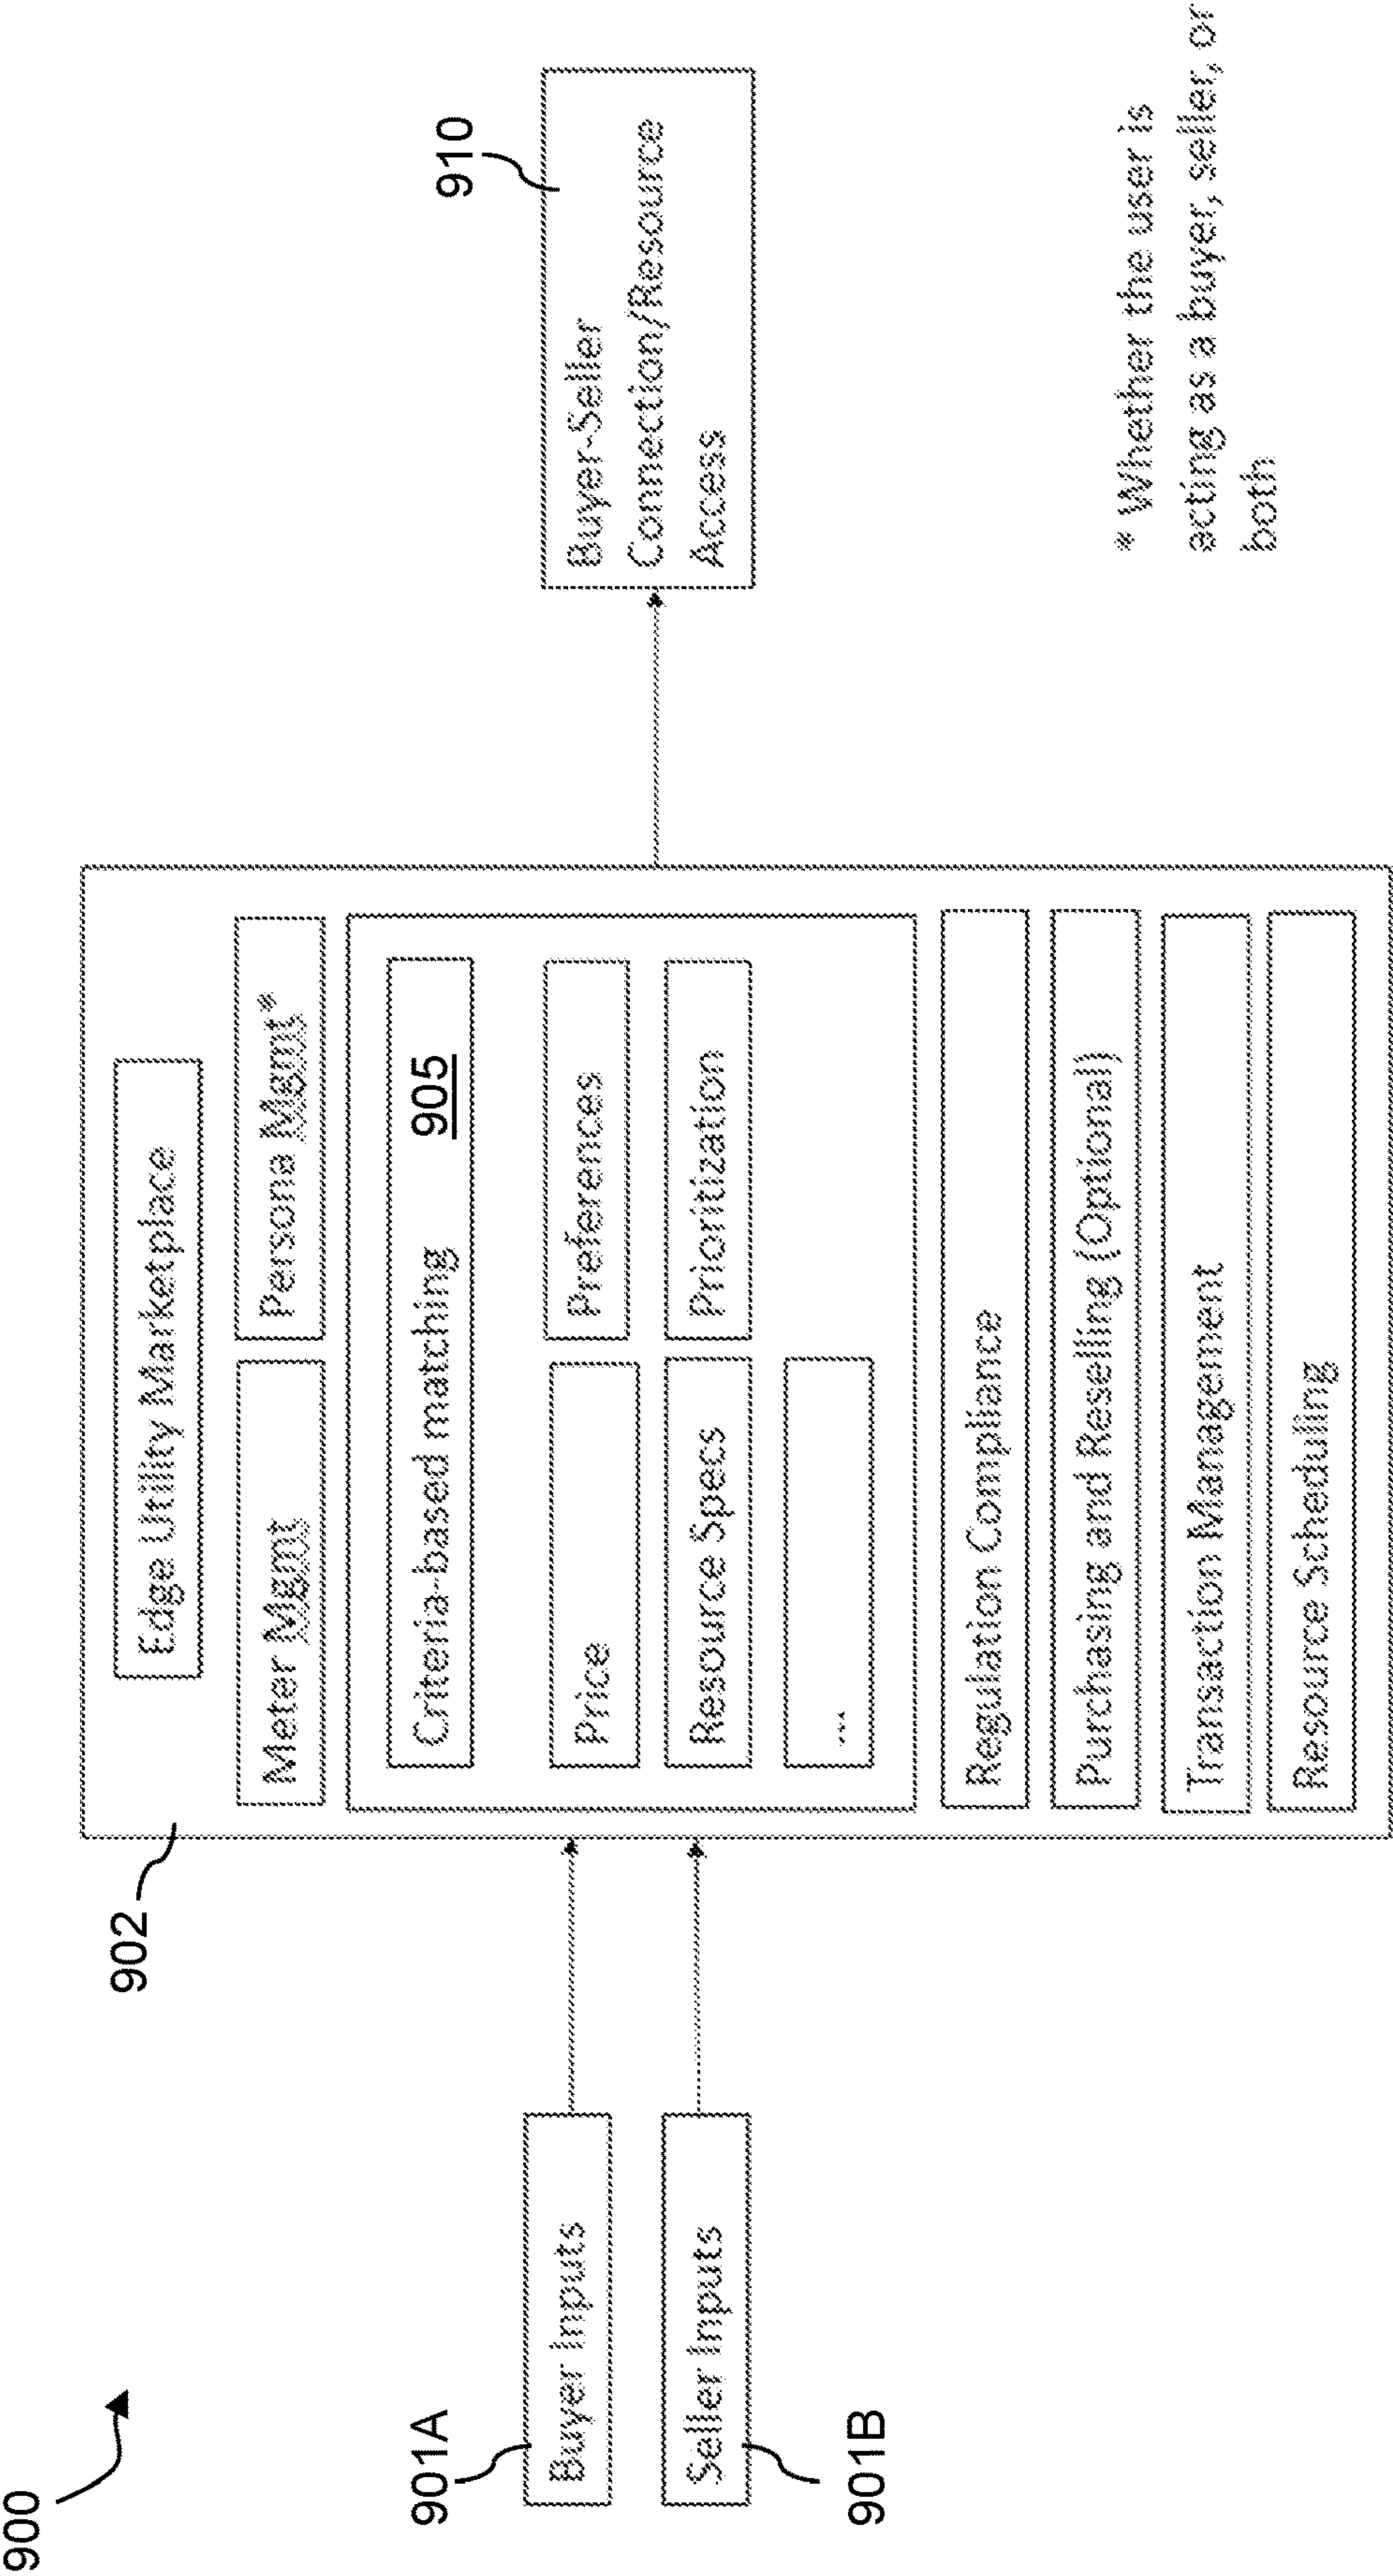 900
901A
Buyer Inputs
Seller Inputs
901B
902
Edge Utility Marketplace
Meter Mgmt
Persona Mgmt*
Criteria-based matching
905
Price
Preferences
Resource Specs
Prioritization
...
Regulation Compliance
Purchasing and Reselling (Optional)
Transaction Management
Resource Scheduling
910
Buyer-Seller
Connection/Resource
Access
* Whether the user is
acting as a buyer, seller, or
both